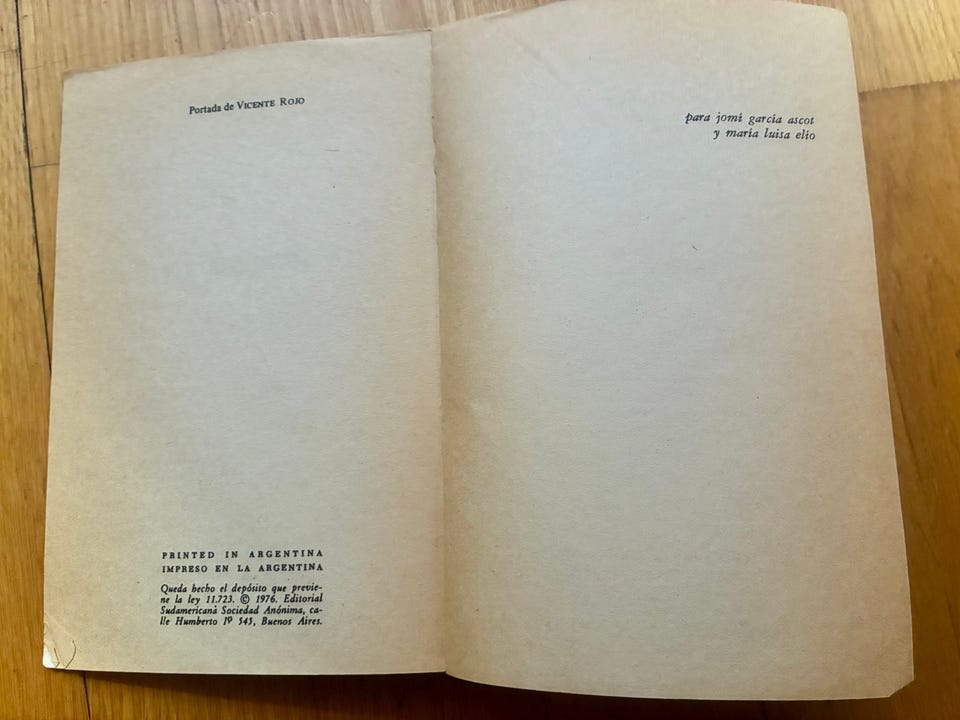 Portada de VICENTE ROJO
PRINTED IN ARGENTINA
IMPRESO EN LA ARGENTINA
Queda hecho el depósito que previe-
ne la ley 11.723. © 1976. Editorial
Sudamericana Sociedad Anónima, ca-
lle Humberto Iº 545, Buenos Aires.
para jomí garcía ascot
y maría luisa elío